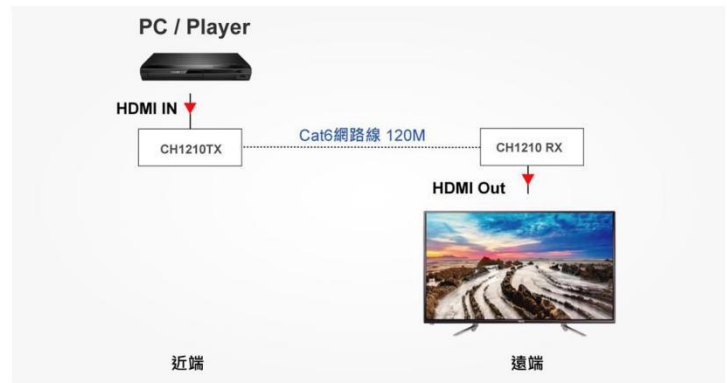 PC / Player
HDMI IN
Cat6網路線 120M
CH1210TX
CH1210 RX
HDMI Out
近端
遠端